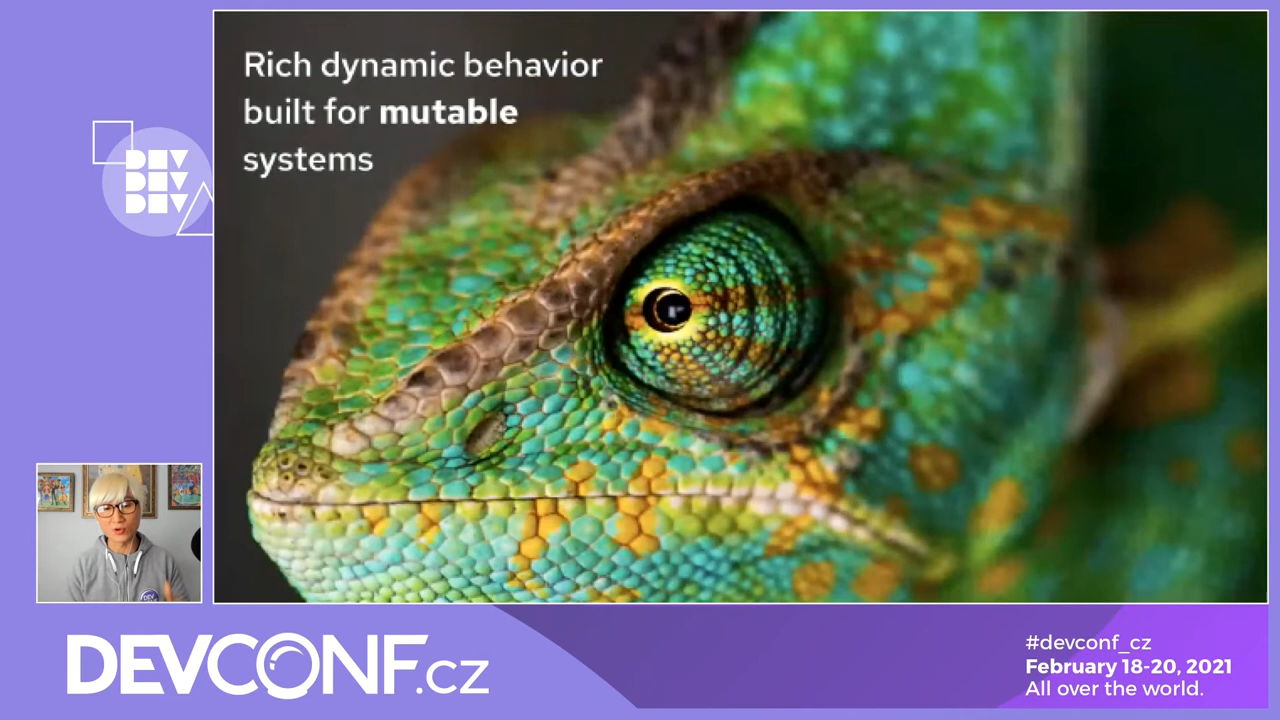 Rich dynamic behavior
built for mutable
systems
DEV
DEV
DEV
DEV
DEVCONF.cz
#devconf_cz
February 18-20, 2021
All over the world.